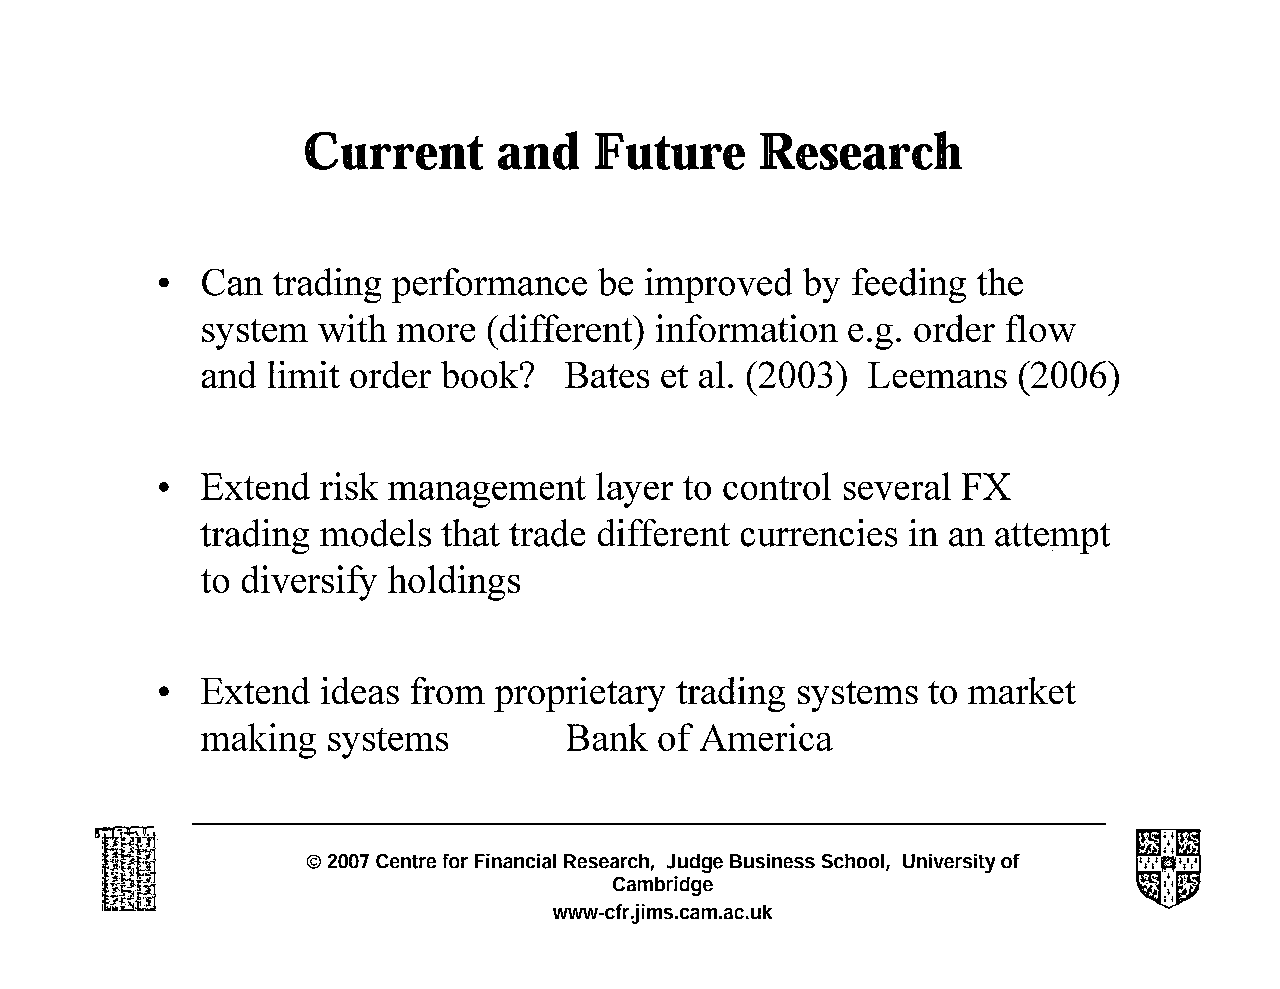 Current and Future Research
• Can trading performance be improved by feeding the
system with more (different) information e.g. order flow
and limit order book? Bates et al. (2003) Leemans (2006)
• Extend risk management layer to control several FX
trading models that trade different currencies in an attempt
to diversify holdings
• Extend ideas from proprietary trading systems to market
making systems Bank of America
© 2007 Centre for Financial Research, Judge Business School, University of
Cambridge
www-cfr.jims.cam.ac.uk